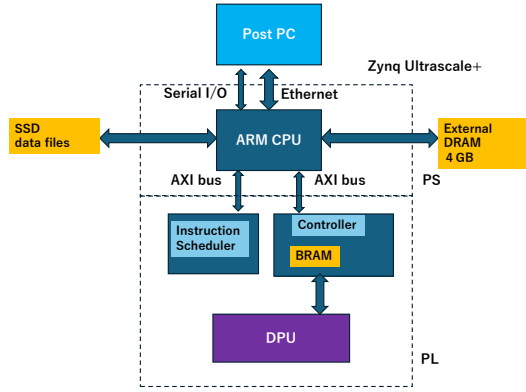 Post PC
Zynq Ultrascale+
Serial I/O
Ethernet
SSD
data files
ARM CPU
External
DRAM
4 GB
AXI bus
AXI bus
PS
Instruction
Scheduler
Controller
BRAM
DPU
PL